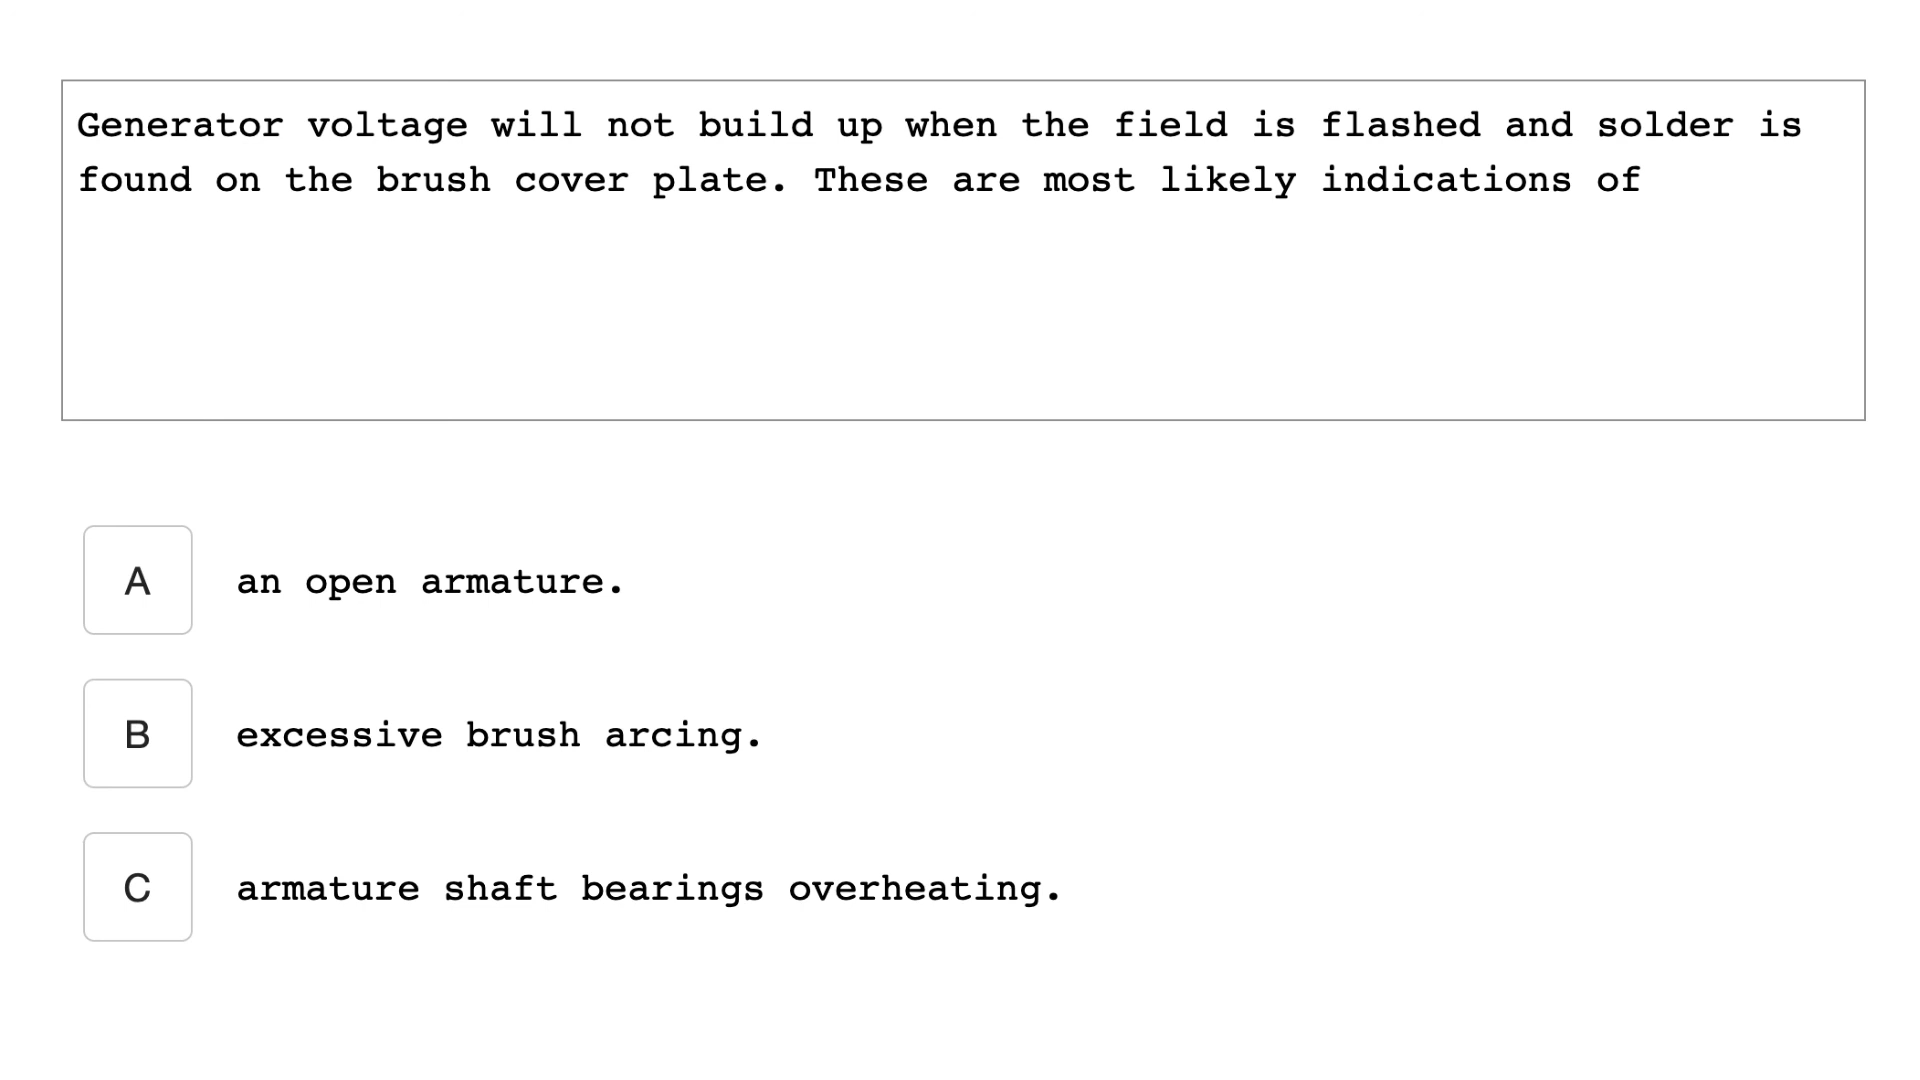 Generator voltage will not build up when the field is flashed and solder is
found on the brush cover plate. These are most likely indications of
A an open armature.
B excessive brush arcing.
C armature shaft bearings overheating.